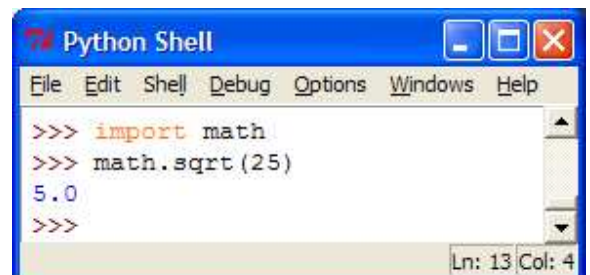 Python Shell
File Edit Shell Debug Options Windows Help
>>> import math
>>> math.sqrt(25)
5.0
>>>
Ln: 13 Col: 4